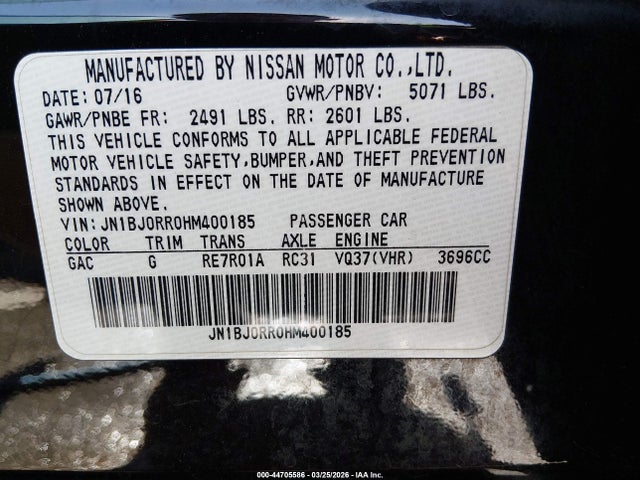 MANUFACTURED BY NISSAN MOTOR CO.,LTD.
DATE: 07/16 GVWR/PNBV: 5071 LBS.
GAWR/PNBE FR: 2491 LBS. RR: 2601 LBS.
THIS VEHICLE CONFORMS TO ALL APPLICABLE FEDERAL
MOTOR VEHICLE SAFETY,BUMPER,AND THEFT PREVENTION
STANDARDS IN EFFECT ON THE DATE OF MANUFACTURE
SHOWN ABOVE.
VIN: JN1BJ0RR0HM400185 PASSENGER CAR
COLOR TRIM TRANS AXLE ENGINE
GAC G RE7R01A RC31 VQ37(VHR) 3696CC
JN1BJ0RR0HM400185
000-44705586 - 03/25/2026 - IAA Inc.